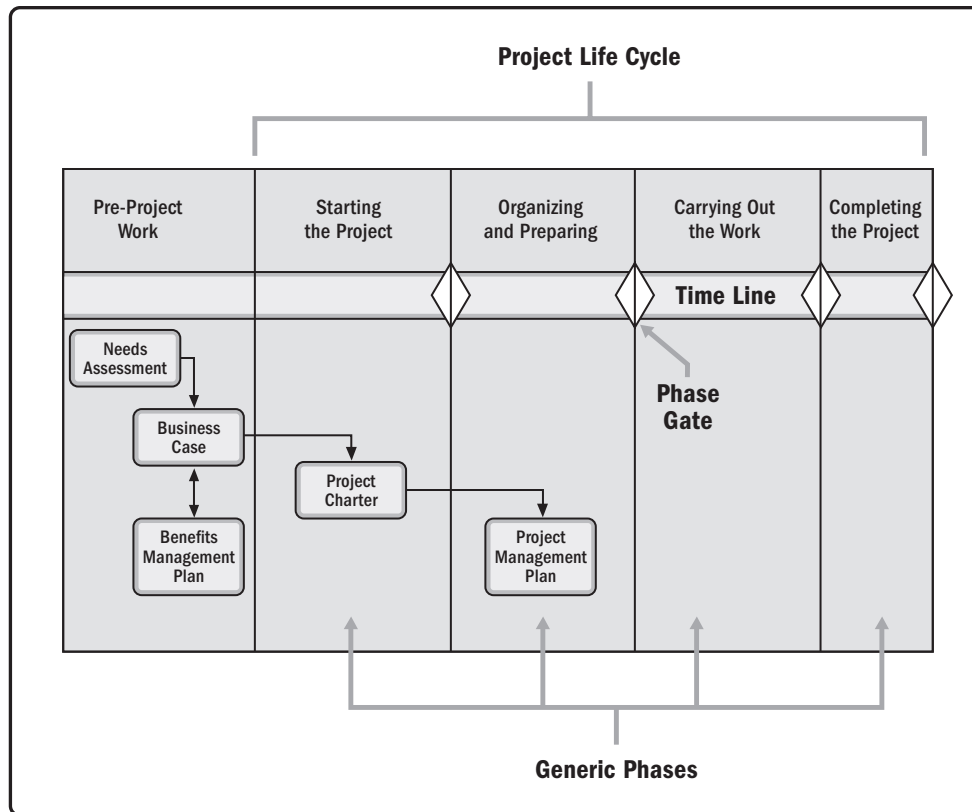 Project Life Cycle
Pre-Project
Work
Starting
the Project
Organizing
and Preparing
Carrying Out
the Work
Completing
the Project
Time Line
Needs
Assessment
Business
Case
Benefits
Management
Plan
Project
Charter
Project
Management
Plan
Phase
Gate
Generic Phases